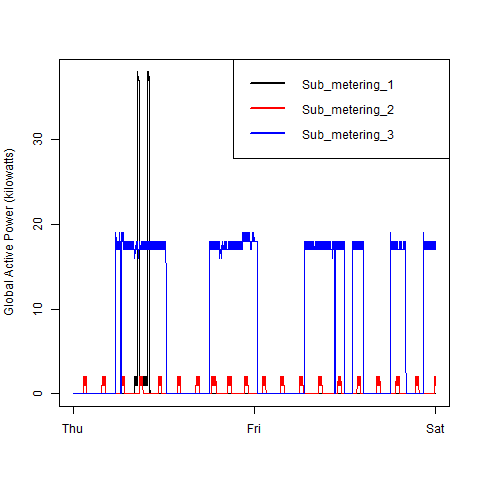 Sub_metering_1
Sub_metering_2
Sub_metering_3
Global Active Power (kilowatts)
30
20
10
0
Thu Fri Sat